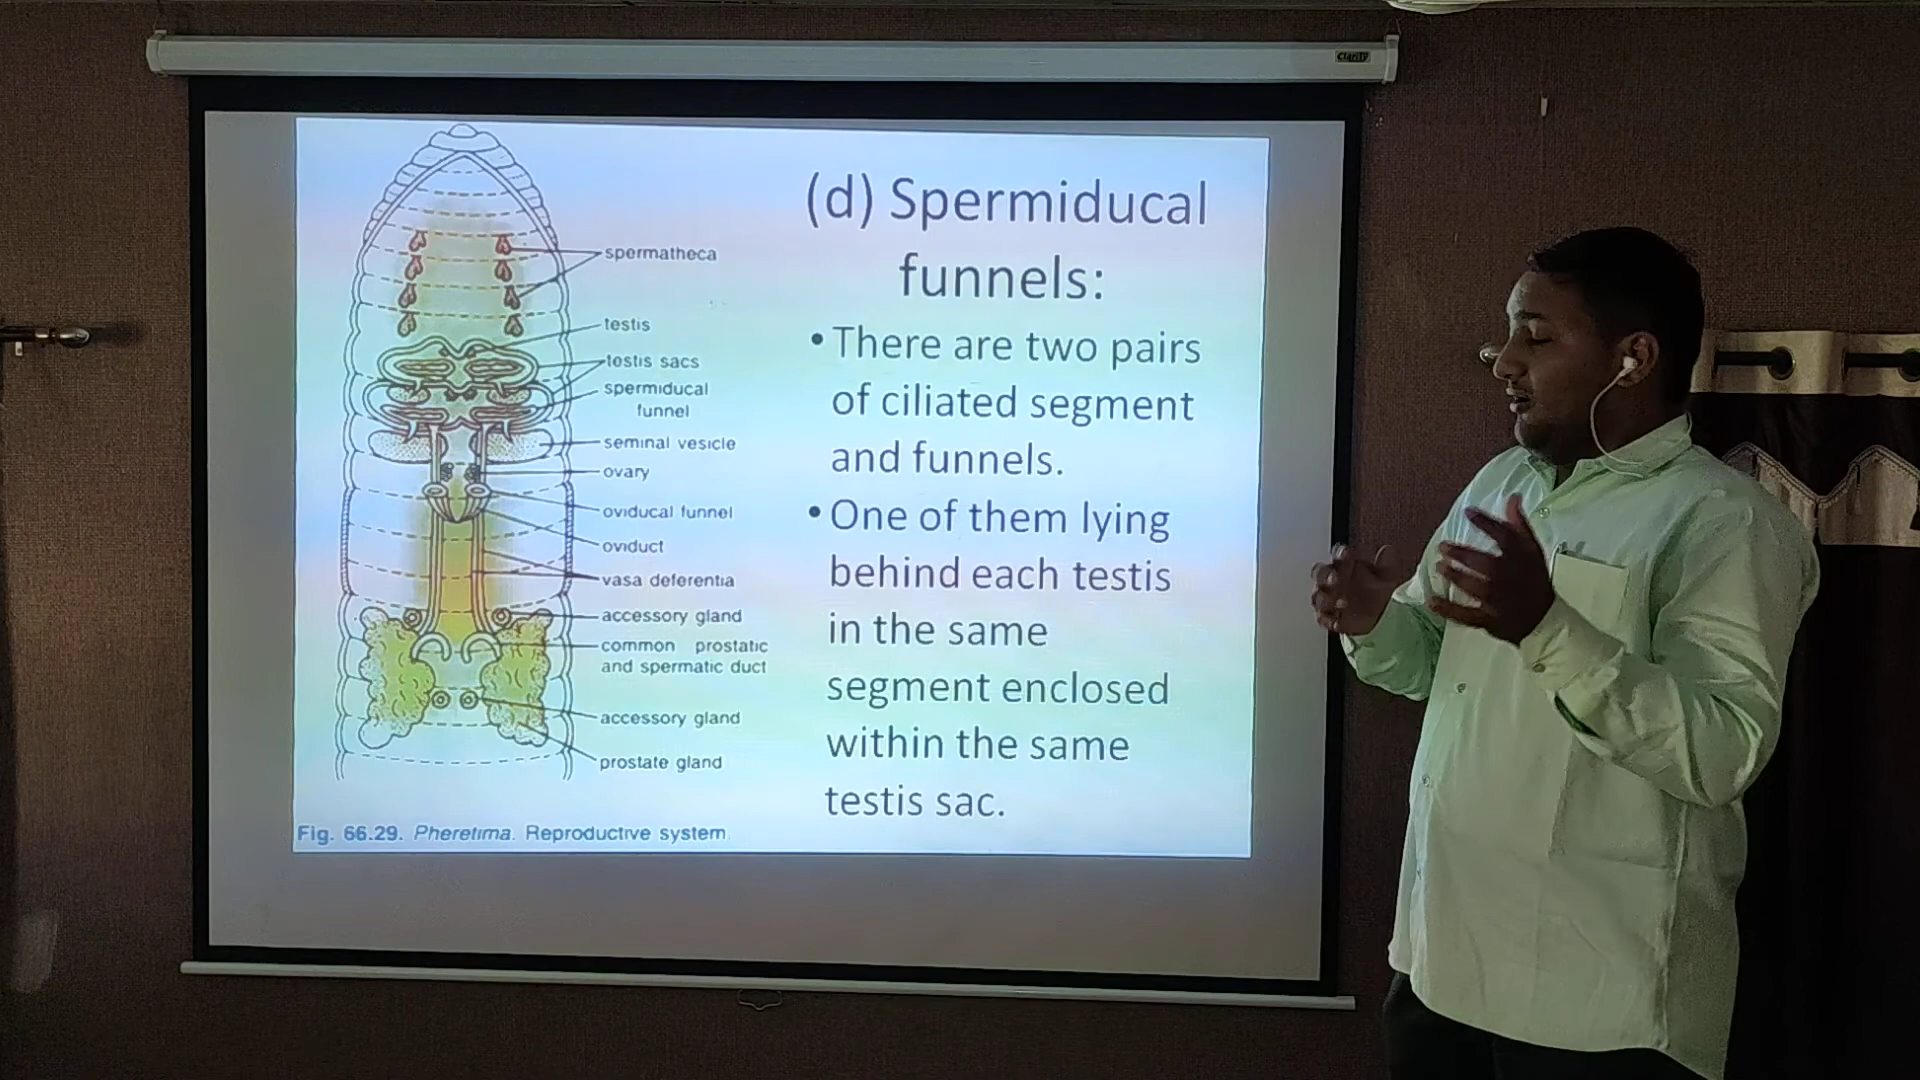 clarity
spermatheca
testis
testis sacs
spermiducal
funnel
seminal vesicle
ovary
oviducal funnel
oviduct
vasa deferentia
accessory gland
common prostatic
and spermatic duct
accessory gland
prostate gland
Fig. 66.29. Pheretima. Reproductive system.
(d) Spermiducal
funnels:
•There are two pairs
of ciliated segment
and funnels.
•One of them lying
behind each testis
in the same
segment enclosed
within the same
testis sac.